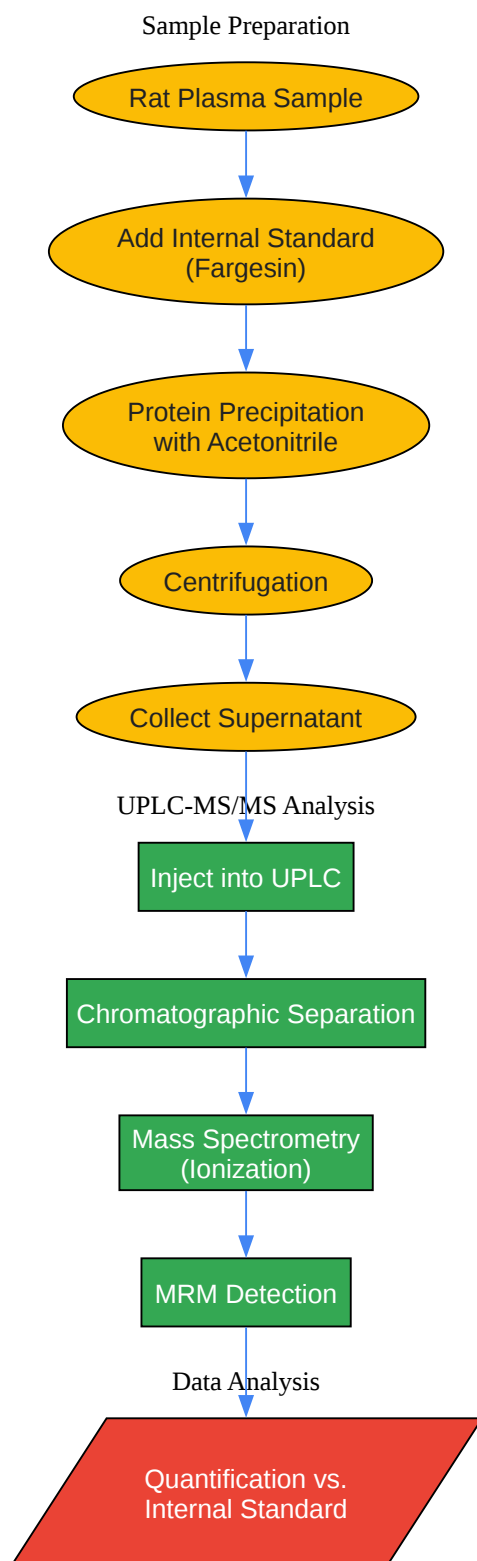 Sample Preparation
Rat Plasma Sample
Add Internal Standard
(Fargesin)
Protein Precipitation
with Acetonitrile
Centrifugation
Collect Supernatant
UPLC-MS/MS Analysis
Inject into UPLC
Chromatographic Separation
Mass Spectrometry
(Ionization)
MRM Detection
Data Analysis
Quantification vs.
Internal Standard